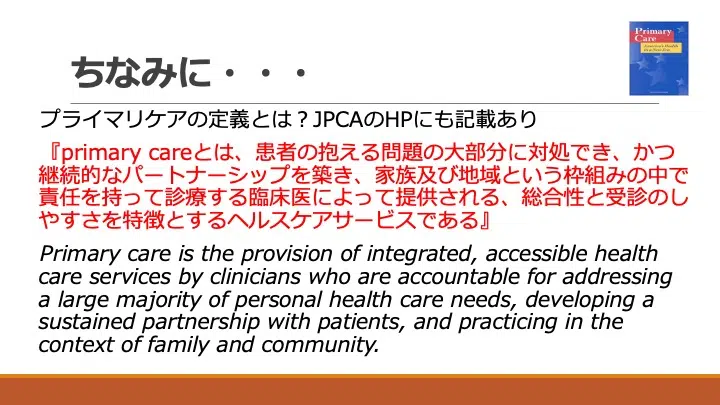 Primary
Care
ちなみに・・・
プライマリケアの定義とは？JPCAのHPにも記載あり
『primary careとは、患者の抱える問題の大部分に対処でき、かつ
継続的なパートナーシップを築き、家族及び地域という枠組みの中で
責任を持って診療する臨床医によって提供される、総合性と受診のし
やすさを特徴とするヘルスケアサービスである』
Primary care is the provision of integrated, accessible health
care services by clinicians who are accountable for addressing
a large majority of personal health care needs, developing a
sustained partnership with patients, and practicing in the
context of family and community.